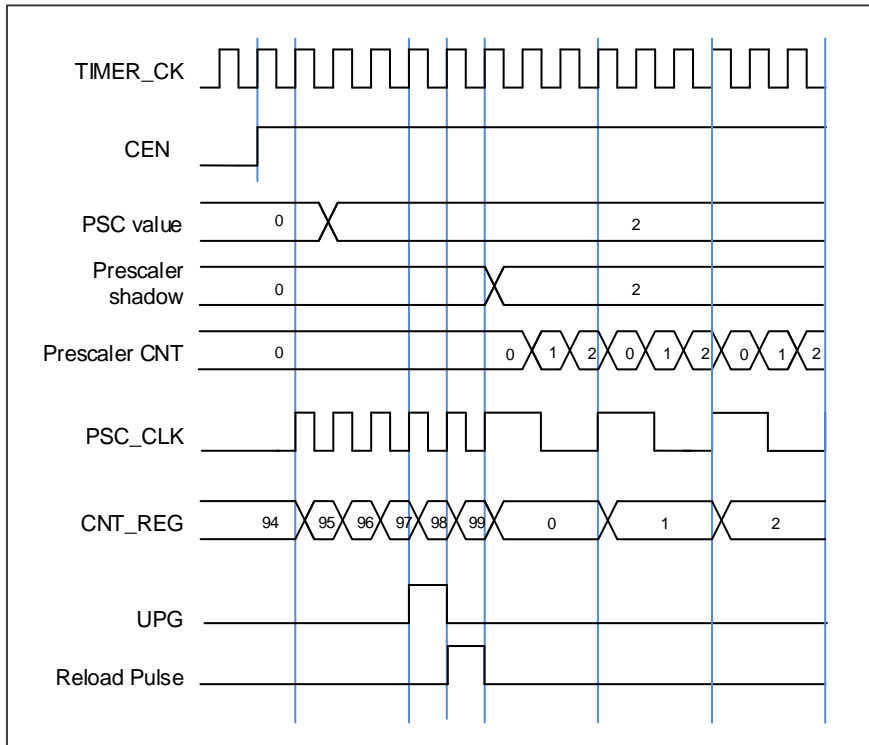 TIMER_CK
CEN
PSC value 0 2
Prescaler
shadow 0 2
Prescaler CNT 0 0 1 2 0 1 2 0 1 2
PSC_CLK
CNT_REG 94 95 96 97 98 99 0 1 2
UPG
Reload Pulse